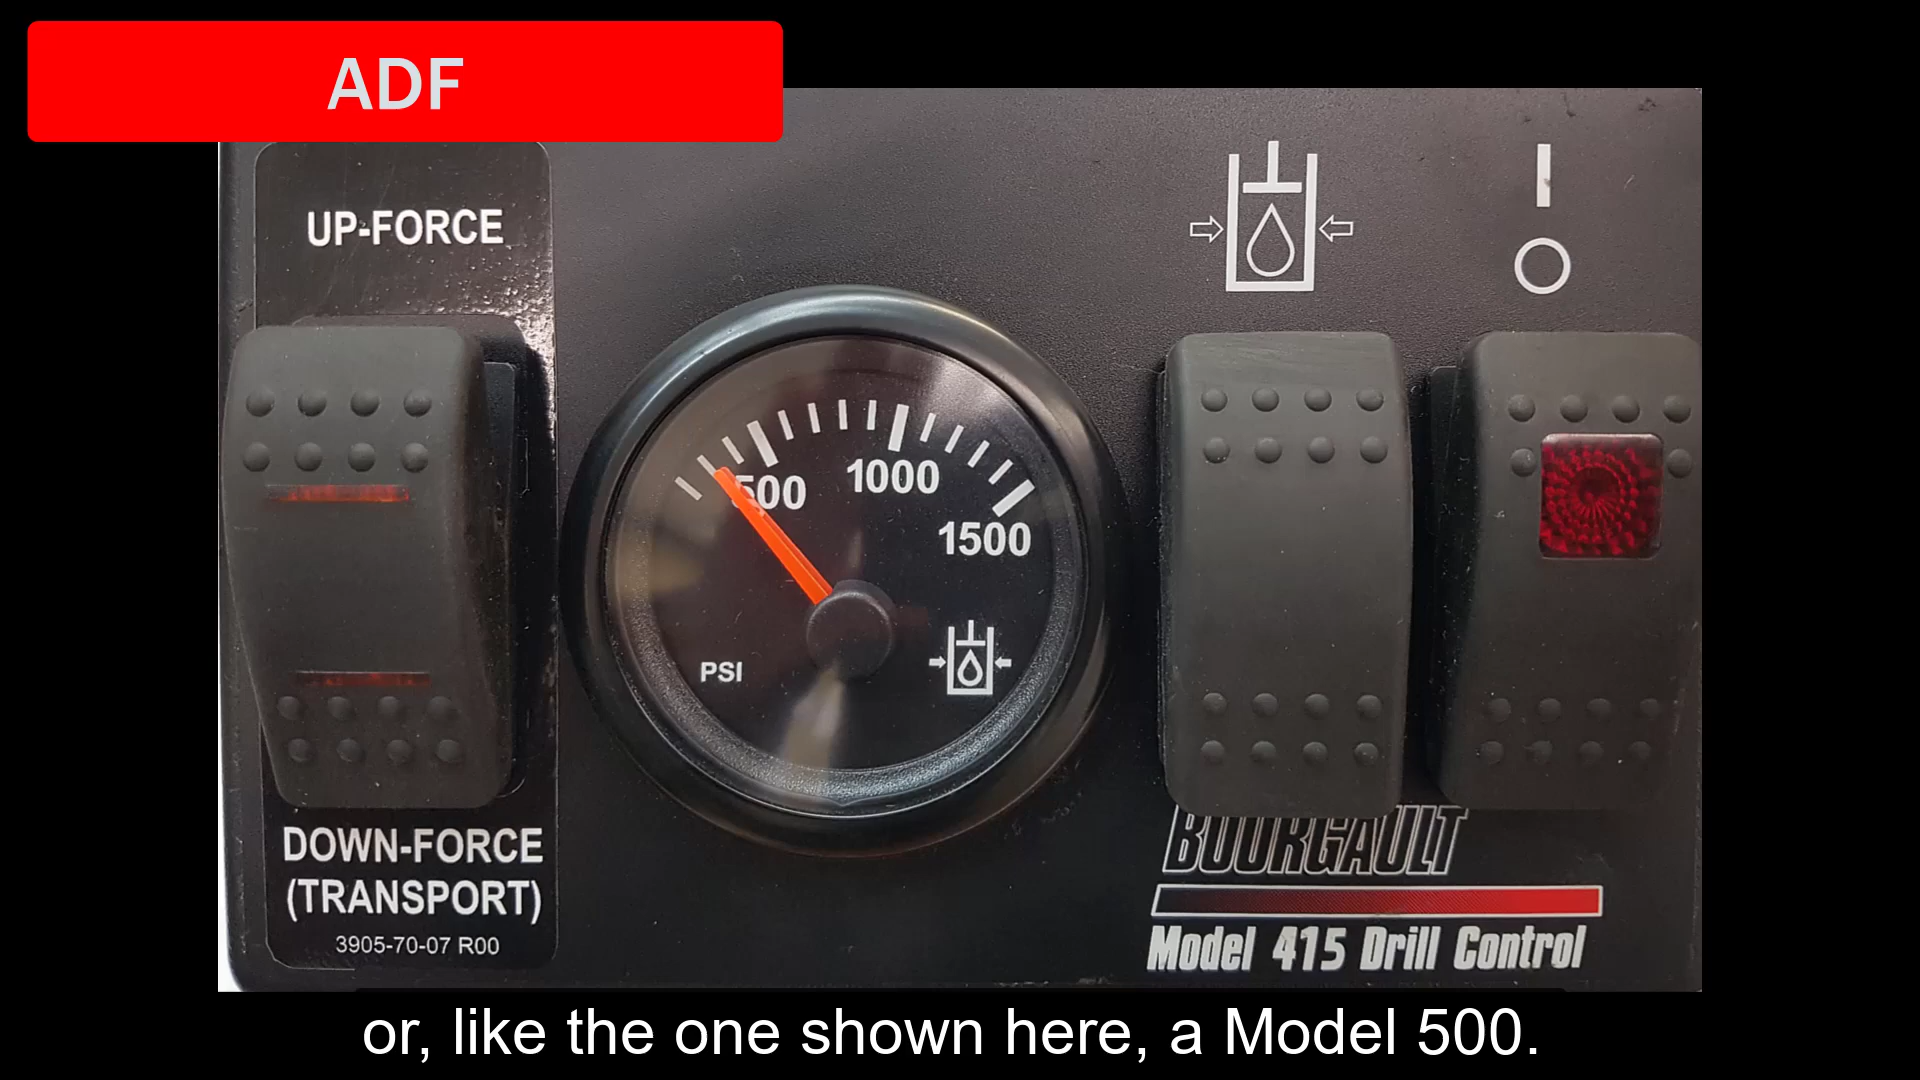 ADF
UP-FORCE
500
1000
1500
PSI
DOWN-FORCE
(TRANSPORT)
3905-70-07 R00
BOURGAULT
Model 415 Drill Control
or, like the one shown here, a Model 500.